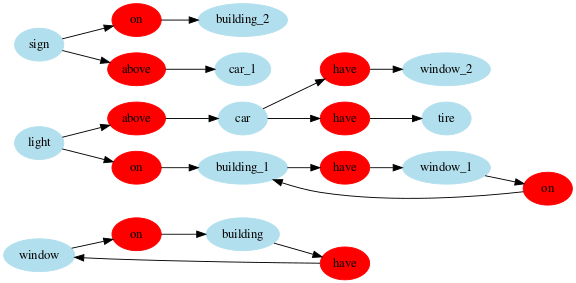 sign on building_2
above car_1
light above car have window_2
have tire
on building_1 have window_1 on
window on building have